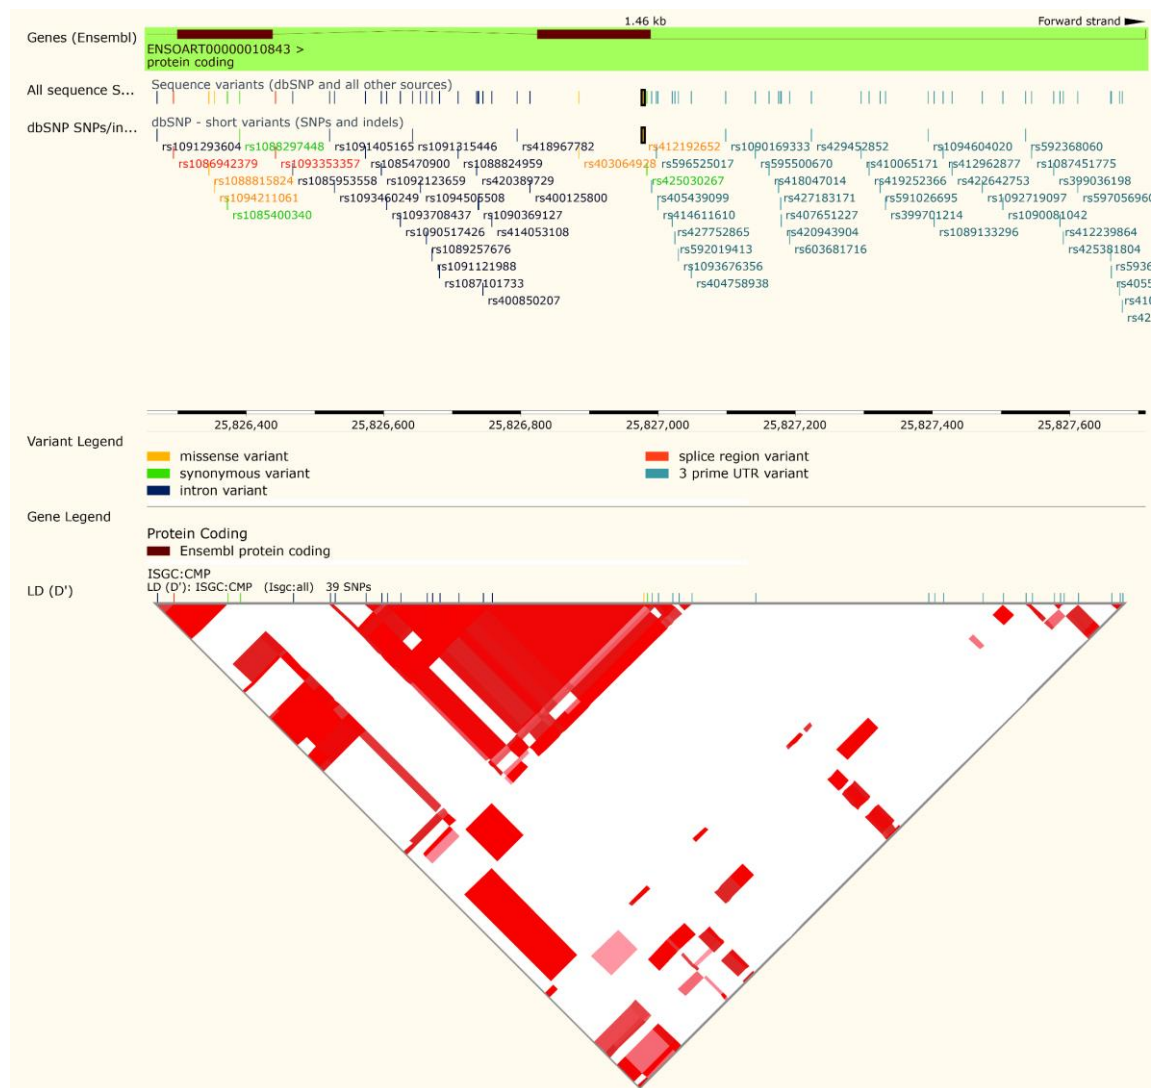 1.46 kb Forward strand
Genes (Ensembl)
ENSOART00000010843 >
protein coding
All sequence S... Sequence variants (dbSNP and all other sources)
dbSNP SNPs/in... dbSNP - short variants (SNPs and indels)
rs1091293604 rs1088297448 rs1091405165 rs1091315446 rs418967782 rs412192652 rs1090169333 rs429452852 rs1094604020 rs592368060
rs1086942379 rs1093353357 rs1085470900 rs1088824959 rs403064928 rs596525017 rs595500670 rs410065171 rs412962877 rs1087451775
rs1088815824 rs1085953558 rs1092123659 rs420389729 rs425030267 rs418047014 rs419252366 rs422642753 rs399036198
rs1094211061 rs1093460249 rs1094505508 rs400125800 rs405439099 rs427183171 rs591026695 rs1092719097 rs597056960
rs1085400340 rs1093708437 rs1090369127 rs414611610 rs407651227 rs399701214 rs1090081042
rs1090517426 rs414053108 rs427752865 rs420943904 rs1089133296 rs412239864
rs1089257676 rs592019413 rs603681716 rs425381804
rs1091121988 rs1093676356 rs5936
rs1087101733 rs404758938 rs4055
rs400850207 rs410
rs42
25,826,400 25,826,600 25,826,800 25,827,000 25,827,200 25,827,400 25,827,600
Variant Legend
missense variant splice region variant
synonymous variant 3 prime UTR variant
intron variant
Gene Legend
Protein Coding
Ensembl protein coding
ISGC:CMP
LD (D') LD (D'): ISGC:CMP (Isgc:all) 39 SNPs